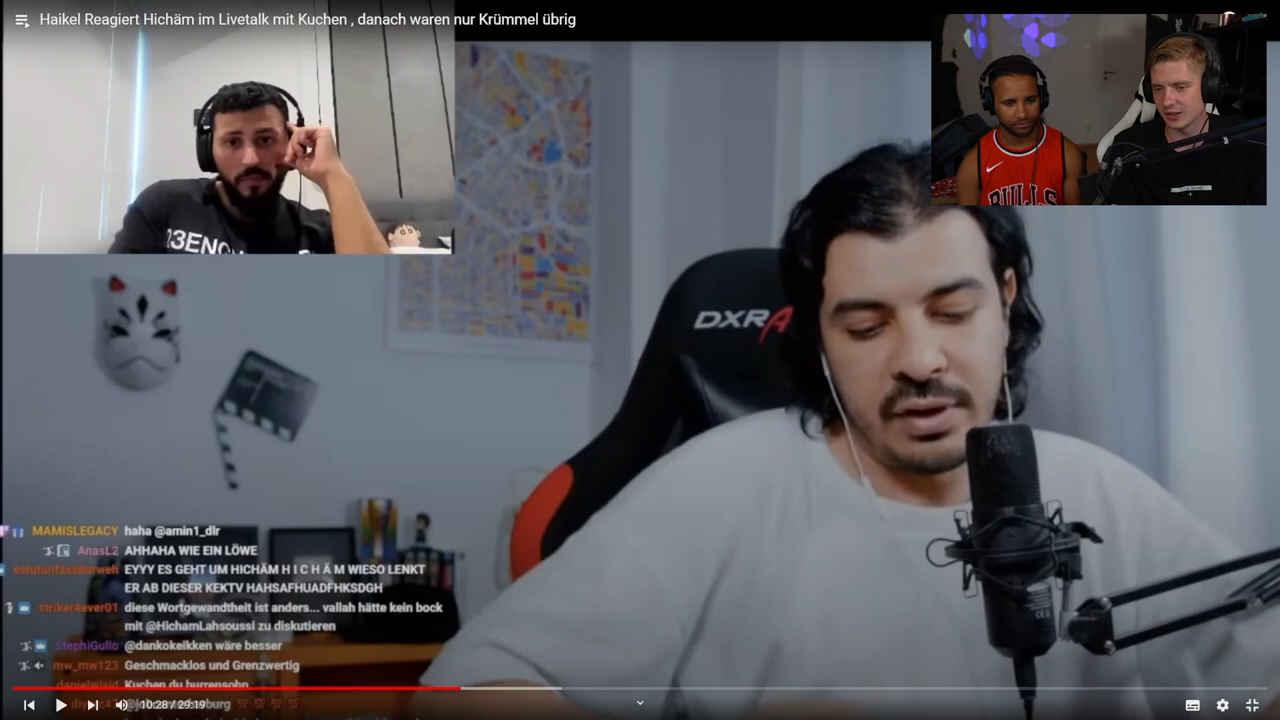 Haikel Reagiert Hichäm im Livetalk mit Kuchen , danach waren nur Krümmel übrig
BULLS
DXRA
MAMISLEGACY haha @amin1_dlr
AnasL2 AHHAHA WIE EIN LÖWE
estutunfassbarweh EYYY ES GEHT UM HICHÄM H I C H Ä M WIESO LENKT
ER AB DIESER KEKTV HAHSAFHUADFHKSDGH
striker4ever01 diese Wortgewandtheit ist anders... vallah hätte kein bock
mit @HichamLahsoussi zu diskutieren
StephiGullo @dankokeikken wäre besser
mw_mw123 Geschmacklos und Grenzwertig
danielwisid Kuchen du hurrensohn
10:28 / 29:19